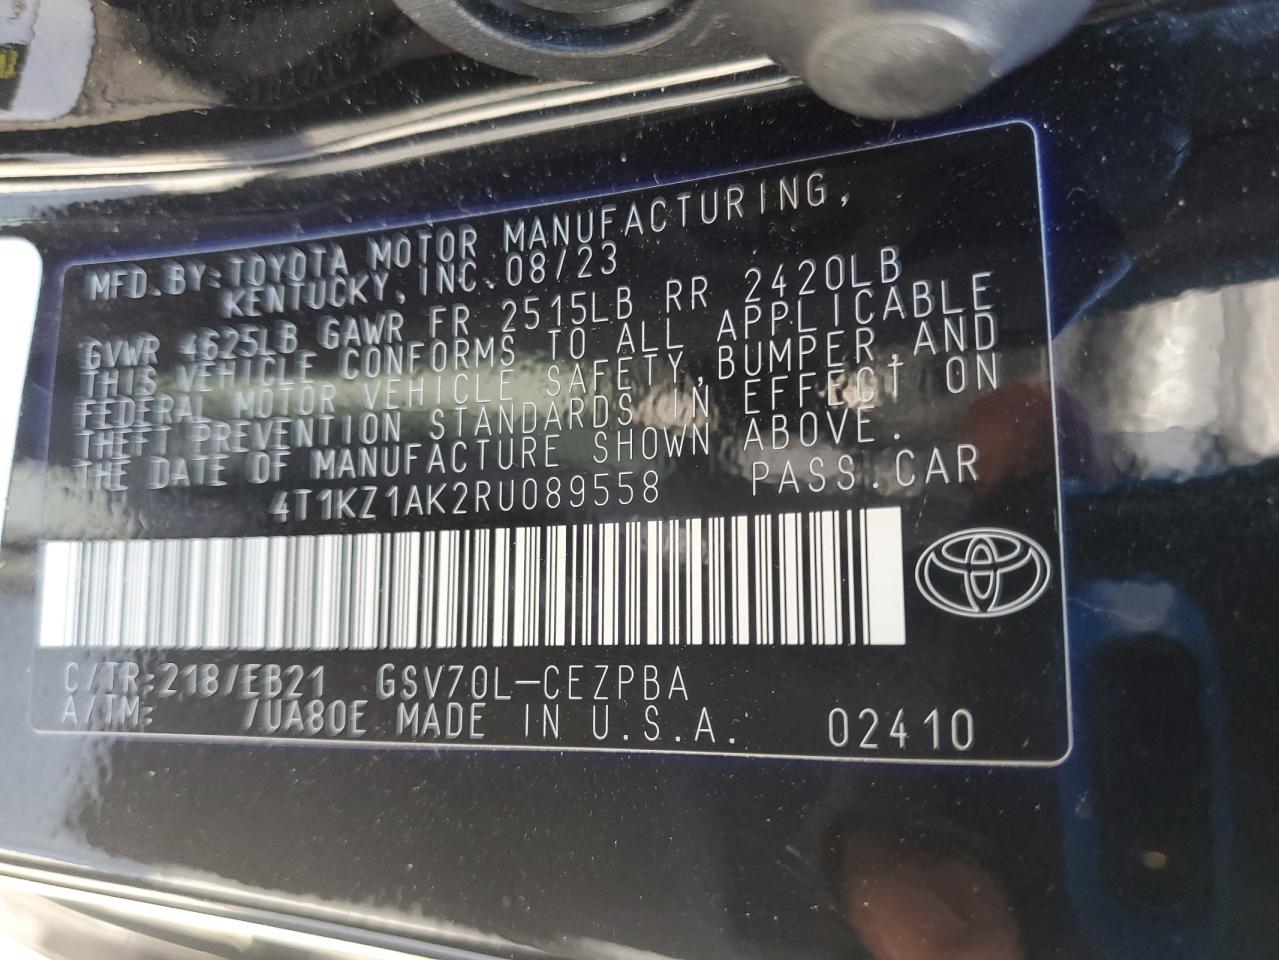 MFD.BY:TOYOTA MOTOR MANUFACTURING,
KENTUCKY, INC. 08/23
GVWR 4625LB GAWR FR 2515LB RR 2420LB
THIS VEHICLE CONFORMS TO ALL APPLICABLE
FEDERAL MOTOR VEHICLE SAFETY,BUMPER,AND
THEFT PREVENTION STANDARDS IN EFFECT ON
THE DATE OF MANUFACTURE SHOWN ABOVE.
4T1KZ1AK2RU089558 PASS.CAR
C/TR:218/EB21 GSV70L-CEZPBA
A/TM: /UA80E MADE IN U.S.A. 02410